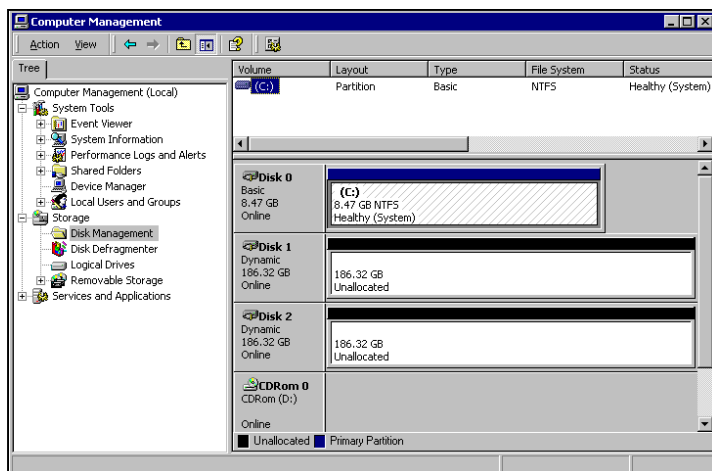 Computer Management
Action View
Tree
Computer Management (Local)
System Tools
Event Viewer
System Information
Performance Logs and Alerts
Shared Folders
Device Manager
Local Users and Groups
Storage
Disk Management
Disk Defragmenter
Logical Drives
Removable Storage
Services and Applications
Volume Layout Type File System Status
(C:) Partition Basic NTFS Healthy (System)
Disk 0
Basic
8.47 GB
Online
(C:)
8.47 GB NTFS
Healthy (System)
Disk 1
Dynamic
186.32 GB
Online
186.32 GB
Unallocated
Disk 2
Dynamic
186.32 GB
Online
186.32 GB
Unallocated
CDRom 0
CDRom (D:)
Online
Unallocated Primary Partition